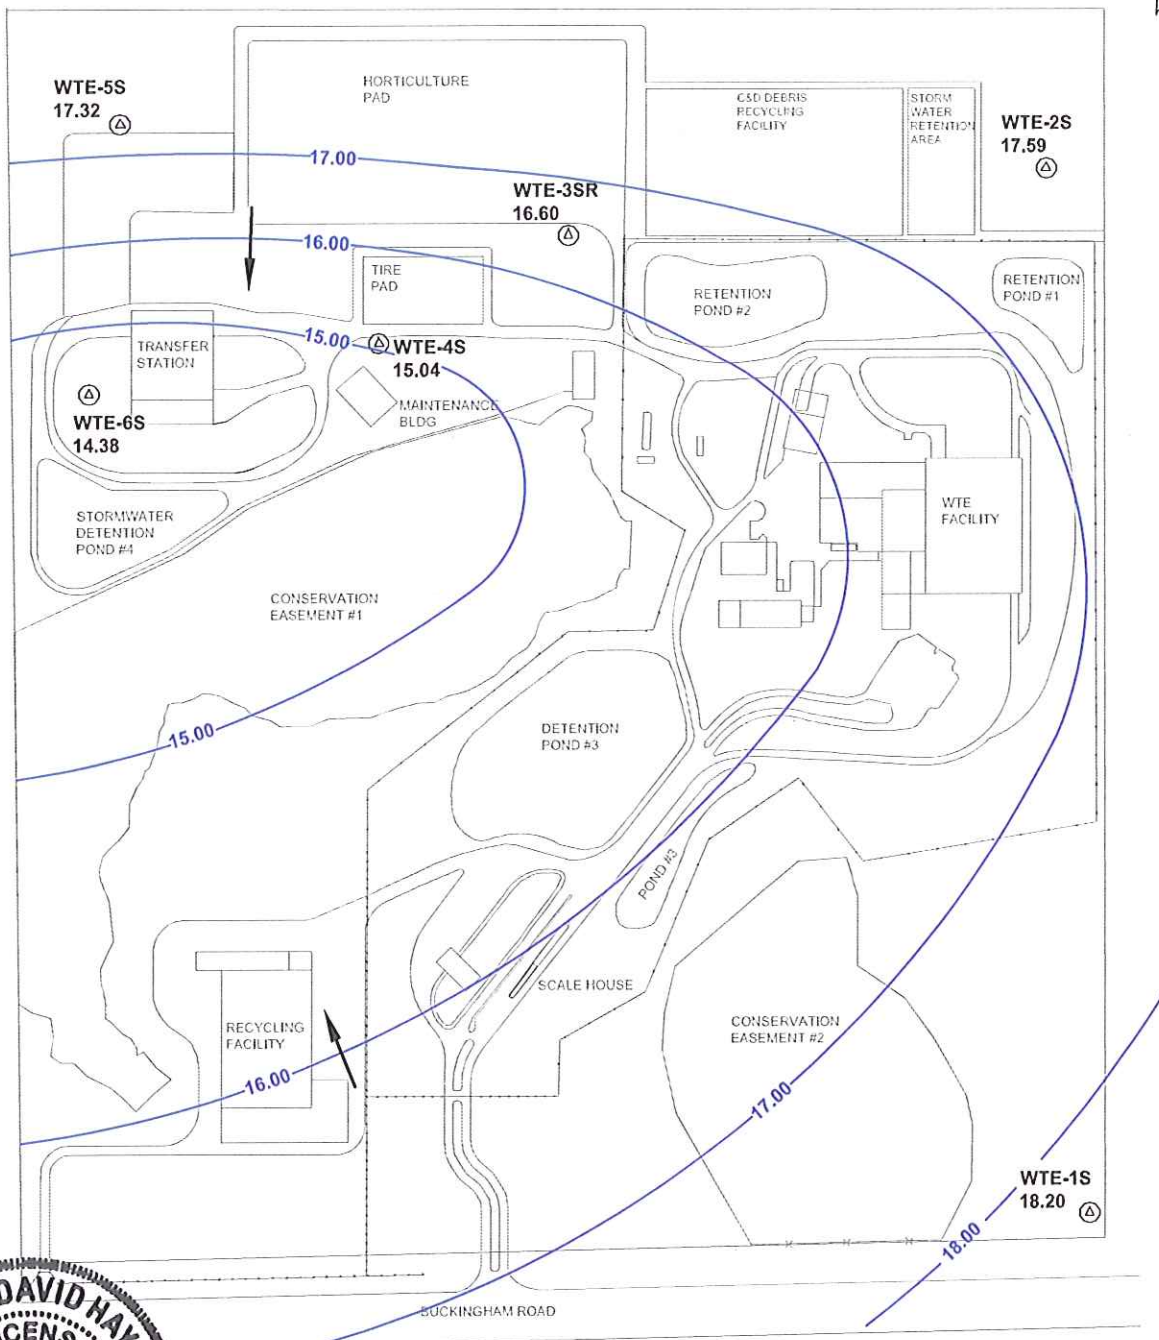 WTE-5S
17.32
HORTICULTURE
PAD
C&D DEBRIS
RECYCLING
FACILITY
STORM
WATER
RETENTION
AREA
WTE-2S
17.59
17.00
WTE-3SR
16.60
16.00
TIRE
PAD
RETENTION
POND #2
RETENTION
POND #1
15.00
TRANSFER
STATION
WTE-4S
15.04
MAINTENANCE
BLDG
WTE-6S
14.38
WTE
FACILITY
STORMWATER
DETENTION
POND #4
CONSERVATION
EASEMENT #1
15.00
DETENTION
POND #3
POND #3
SCALE HOUSE
RECYCLING
FACILITY
CONSERVATION
EASEMENT #2
16.00
17.00
WTE-1S
18.20
18.00
BUCKINGHAM ROAD
DAVID